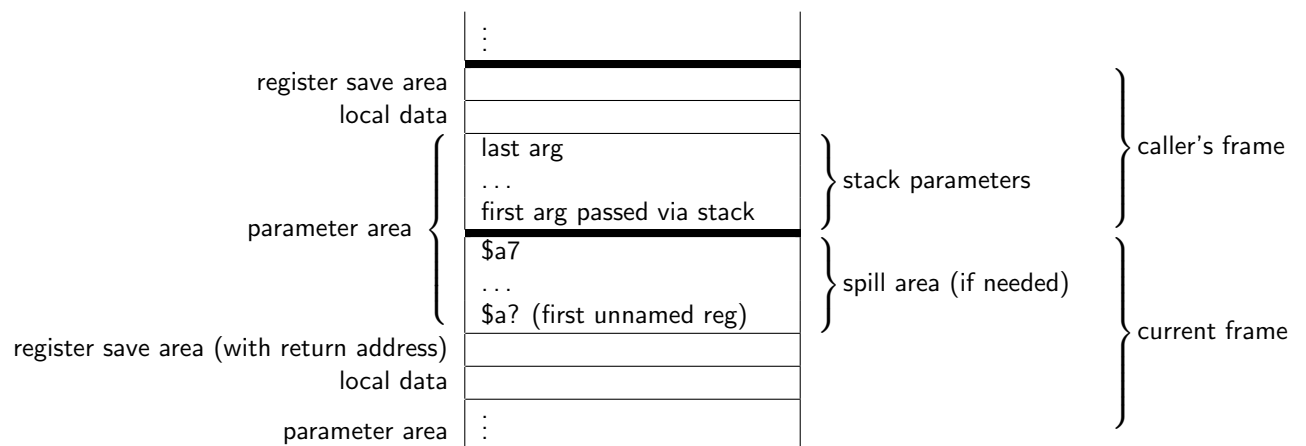 ⋮
register save area
local data
last arg
caller's frame
. . .
stack parameters
first arg passed via stack
parameter area
$a7
. . .
spill area (if needed)
$a? (first unnamed reg)
current frame
register save area (with return address)
local data
parameter area
⋮